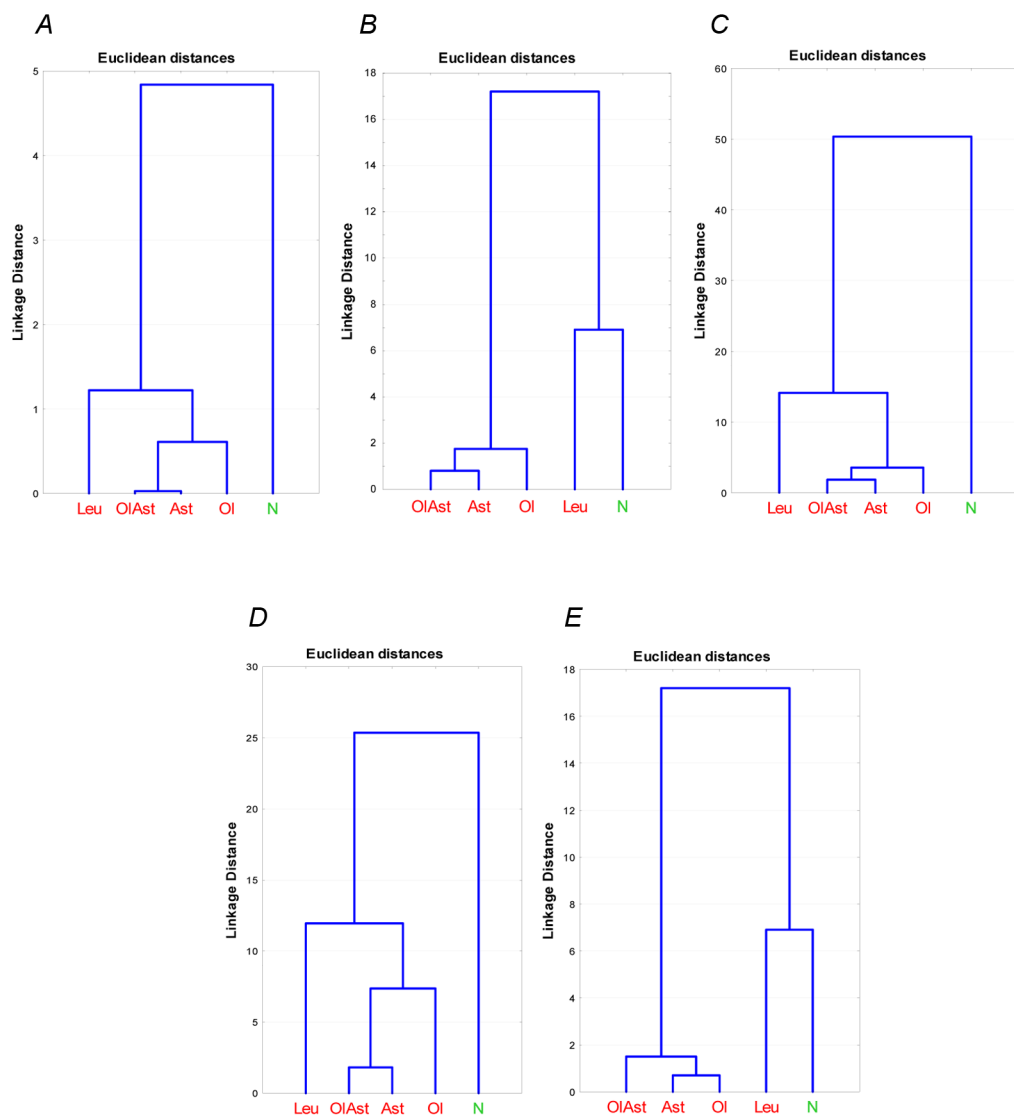 A
Euclidean distances
Linkage Distance
5
4
3
2
1
0
Leu OlAst Ast Ol N
B
Euclidean distances
Linkage Distance
18
16
14
12
10
8
6
4
2
0
OlAst Ast Ol Leu N
C
Euclidean distances
Linkage Distance
60
50
40
30
20
10
0
Leu OlAst Ast Ol N
D
Euclidean distances
Linkage Distance
30
25
20
15
10
5
0
Leu OlAst Ast Ol N
E
Euclidean distances
Linkage Distance
18
16
14
12
10
8
6
4
2
0
OlAst Ast Ol Leu N